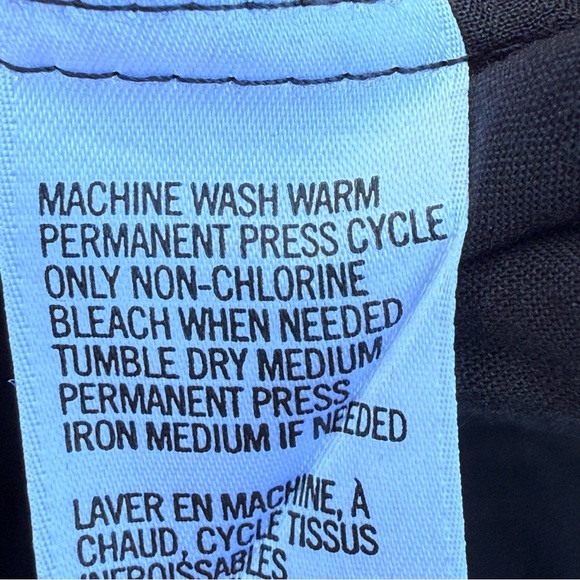 MACHINE WASH WARM
PERMANENT PRESS CYCLE
ONLY NON-CHLORINE
BLEACH WHEN NEEDED
TUMBLE DRY MEDIUM
PERMANENT PRESS
IRON MEDIUM IF NEEDED
LAVER EN MACHINE, À
CHAUD, CYCLE TISSUS
INFROISSABLES